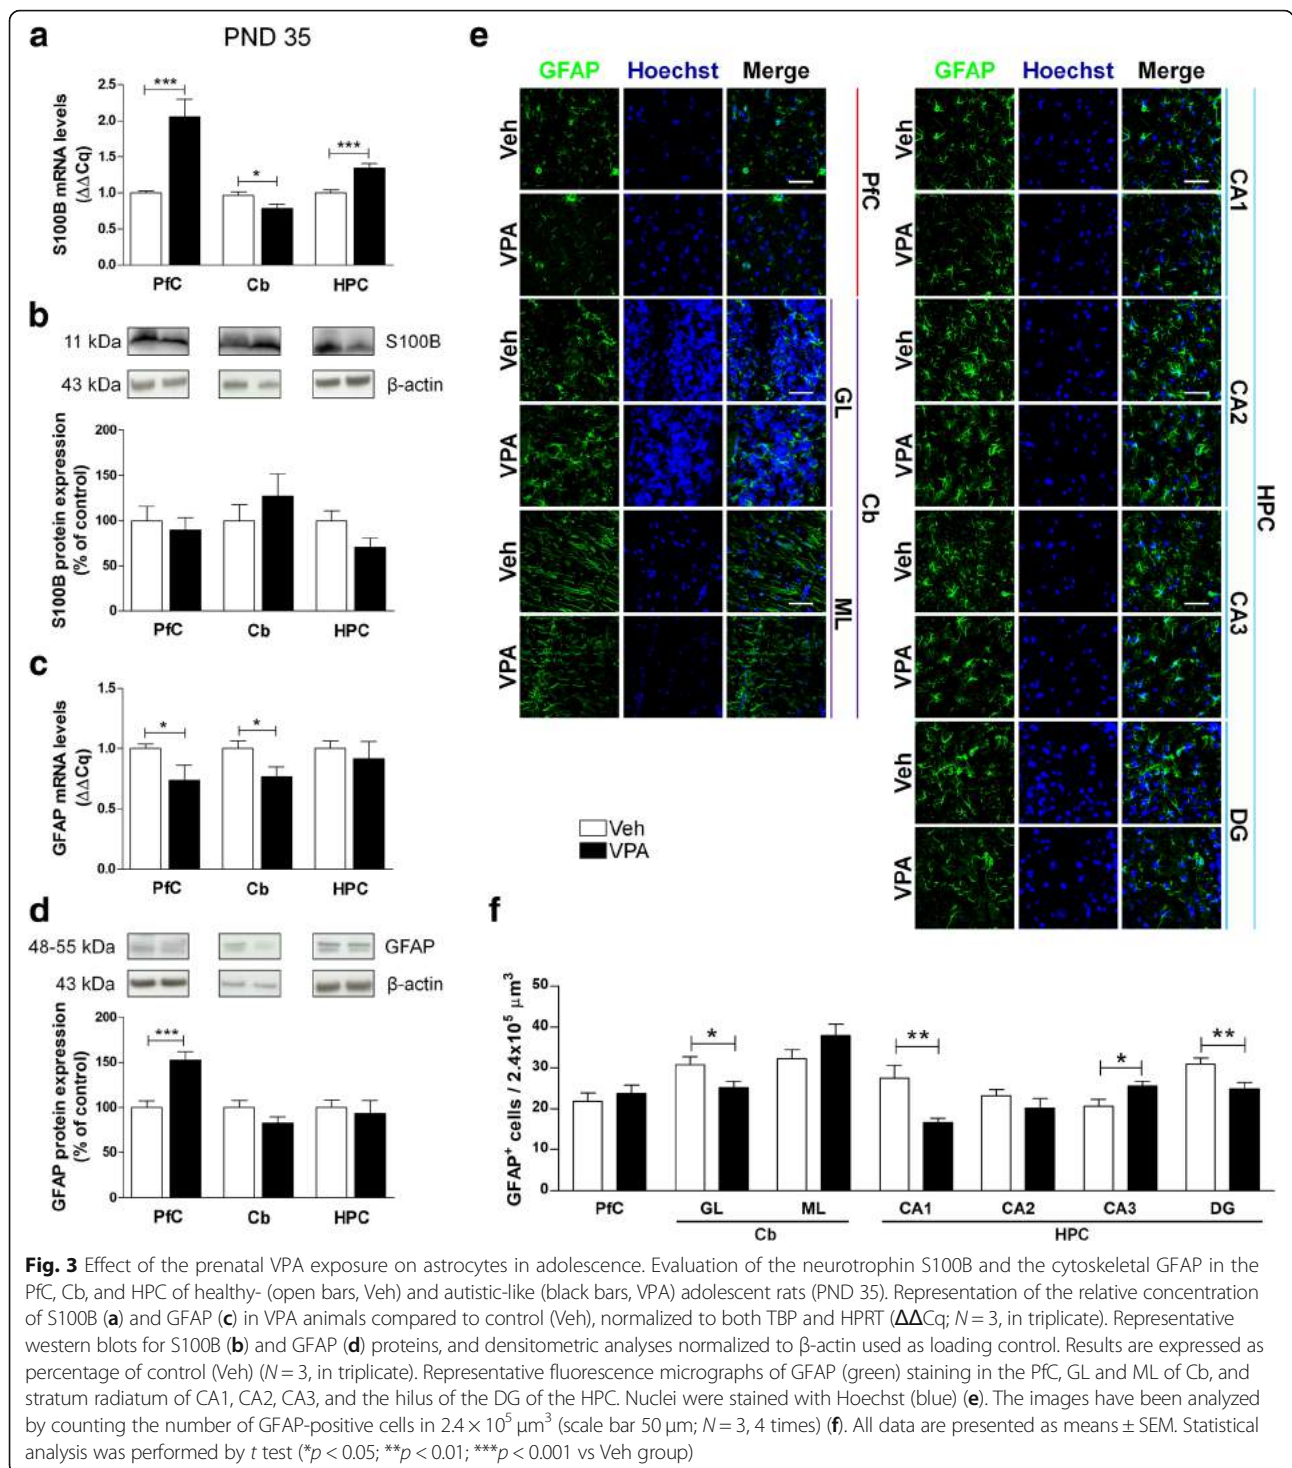 a
PND 35
S100B mRNA levels
(ΔΔCq)
2.5
2.0
1.5
1.0
0.5
0.0
***
*
***
PfC Cb HPC
b
11 kDa S100B
43 kDa β-actin
S100B protein expression
(% of control)
200
150
100
50
0
PfC Cb HPC
c
GFAP mRNA levels
(ΔΔCq)
1.5
1.0
0.5
0.0
*
*
PfC Cb HPC
d
48-55 kDa GFAP
43 kDa β-actin
GFAP protein expression
(% of control)
200
150
100
50
0
***
PfC Cb HPC
e
GFAP Hoechst Merge
Veh
VPA
PfC
Veh
VPA
GL
Veh
VPA
ML
Cb
GFAP Hoechst Merge
Veh
VPA
CA1
Veh
VPA
CA2
Veh
VPA
CA3
Veh
VPA
DG
HPC
Veh
VPA
f
GFAP⁺ cells / 2.4x10⁵ µm³
50
40
30
20
10
0
*
**
*
**
PfC GL ML CA1 CA2 CA3 DG
Cb HPC
Fig. 3 Effect of the prenatal VPA exposure on astrocytes in adolescence. Evaluation of the neurotrophin S100B and the cytoskeletal GFAP in the
PfC, Cb, and HPC of healthy- (open bars, Veh) and autistic-like (black bars, VPA) adolescent rats (PND 35). Representation of the relative concentration
of S100B (a) and GFAP (c) in VPA animals compared to control (Veh), normalized to both TBP and HPRT (ΔΔCq; N = 3, in triplicate). Representative
western blots for S100B (b) and GFAP (d) proteins, and densitometric analyses normalized to β-actin used as loading control. Results are expressed as
percentage of control (Veh) (N = 3, in triplicate). Representative fluorescence micrographs of GFAP (green) staining in the PfC, GL and ML of Cb, and
stratum radiatum of CA1, CA2, CA3, and the hilus of the DG of the HPC. Nuclei were stained with Hoechst (blue) (e). The images have been analyzed
by counting the number of GFAP-positive cells in 2.4 × 10⁵ µm³ (scale bar 50 µm; N = 3, 4 times) (f). All data are presented as means ± SEM. Statistical
analysis was performed by t test (*p < 0.05; **p < 0.01; ***p < 0.001 vs Veh group)